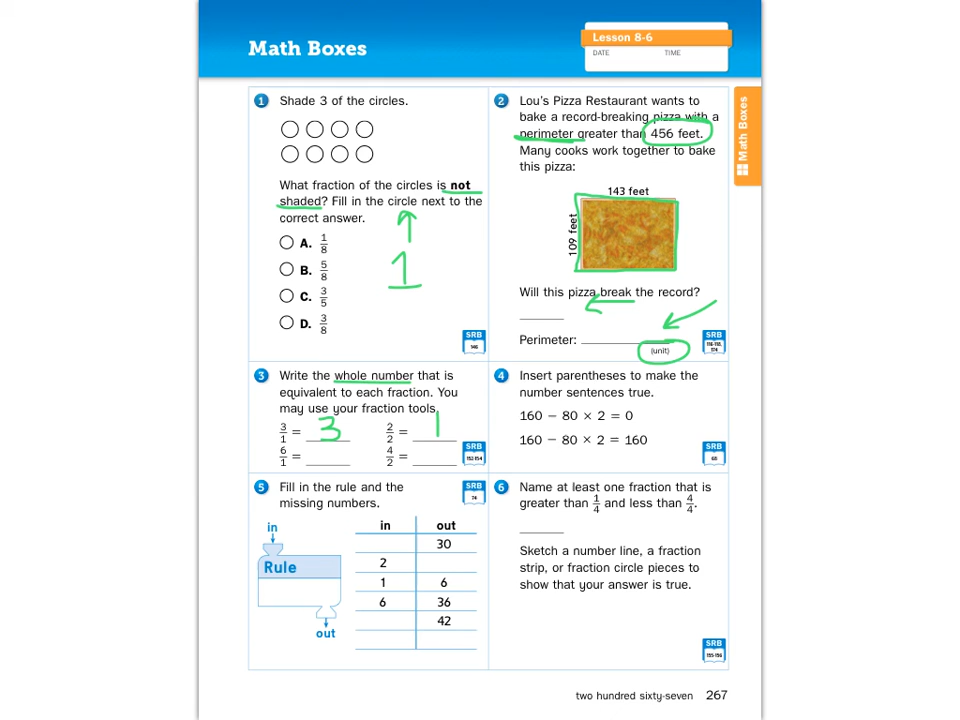 Math Boxes
Lesson 8-6
DATE TIME
Math Boxes
1 Shade 3 of the circles.
What fraction of the circles is not
shaded? Fill in the circle next to the
correct answer.
1
A. 1/8
B. 5/8
C. 3/5
D. 3/8
SRB
146
2 Lou's Pizza Restaurant wants to
bake a record-breaking pizza with a
perimeter greater than 456 feet.
Many cooks work together to bake
this pizza:
143 feet
109 feet
Will this pizza break the record?
Perimeter:
(unit)
SRB
3 Write the whole number that is
equivalent to each fraction. You
may use your fraction tools.
3/1 = 3 2/2 = 1
6/1 = 4/2 =
SRB
152-154
4 Insert parentheses to make the
number sentences true.
160 − 80 × 2 = 0
160 − 80 × 2 = 160
SRB
68
5 Fill in the rule and the
missing numbers.
SRB
74
in
Rule
out
in out
30
2
1 6
6 36
42
6 Name at least one fraction that is
greater than 1/4 and less than 4/4.
Sketch a number line, a fraction
strip, or fraction circle pieces to
show that your answer is true.
SRB
155-156
two hundred sixty-seven 267